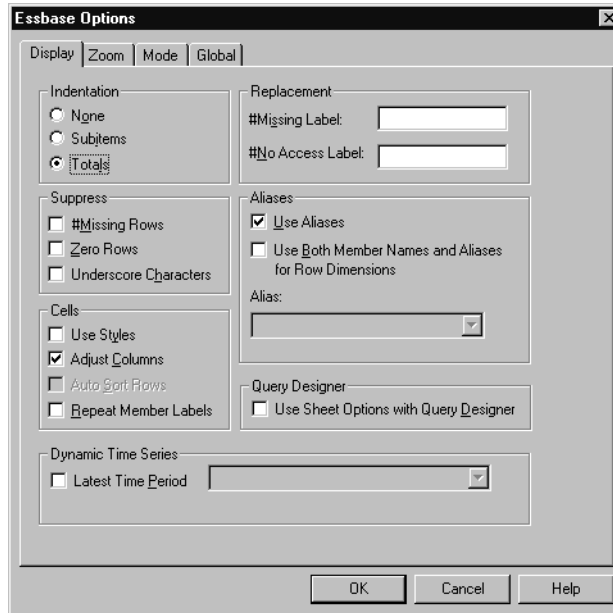 Essbase Options
Display Zoom Mode Global
Indentation
None
Subitems
Totals
Replacement
#Missing Label:
#No Access Label:
Suppress
#Missing Rows
Zero Rows
Underscore Characters
Aliases
Use Aliases
Use Both Member Names and Aliases
for Row Dimensions
Alias:
Cells
Use Styles
Adjust Columns
Auto Sort Rows
Repeat Member Labels
Query Designer
Use Sheet Options with Query Designer
Dynamic Time Series
Latest Time Period
OK Cancel Help